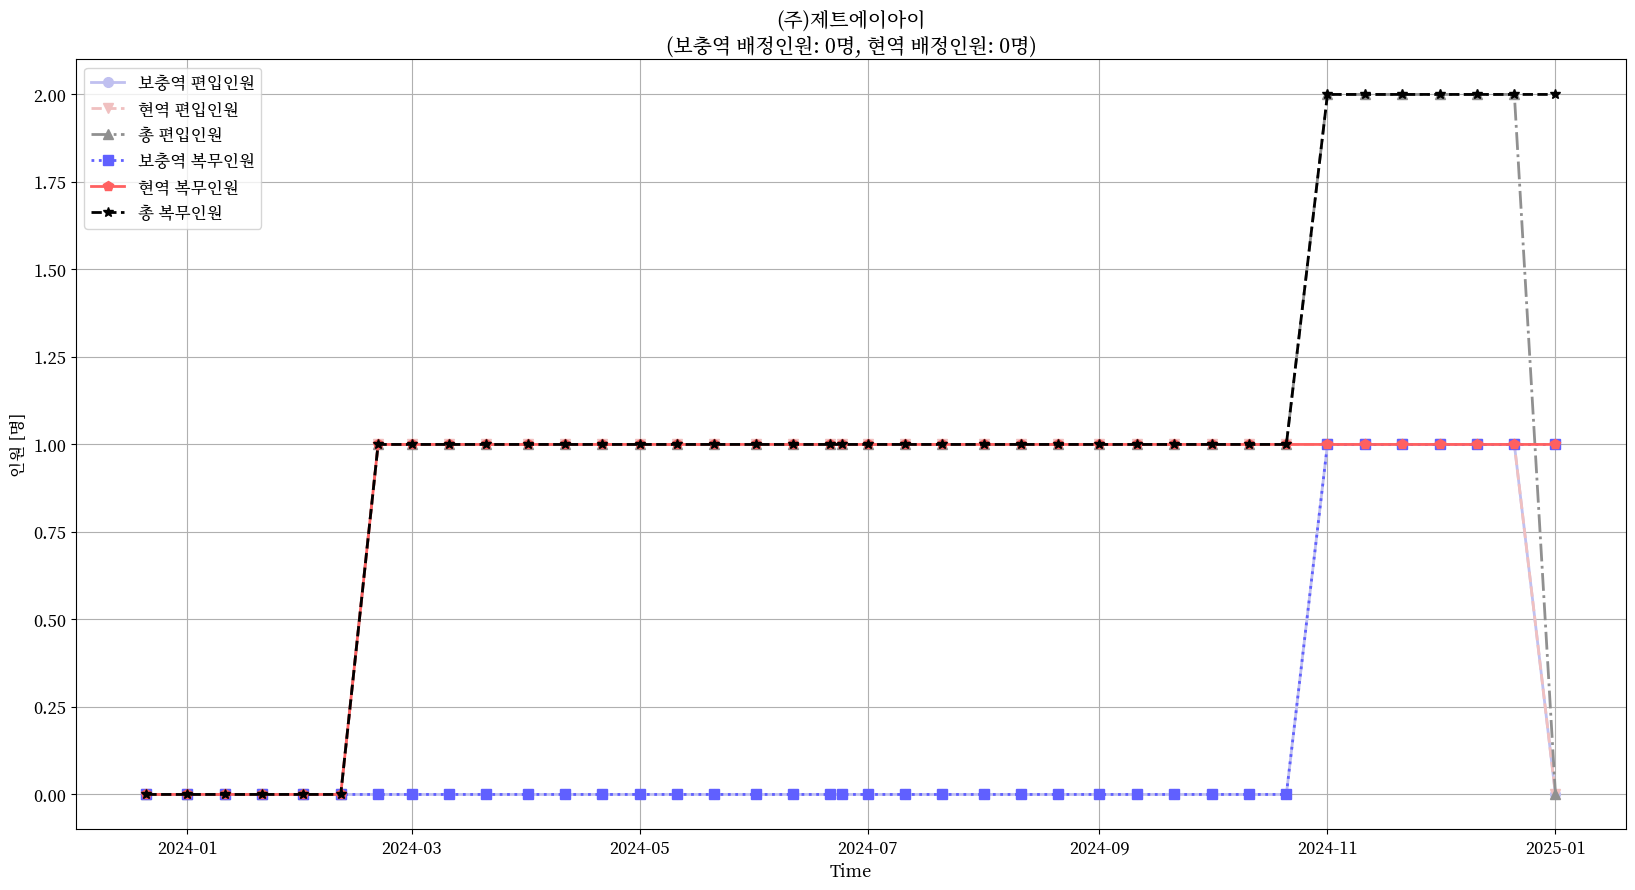 (주)제트에이아이
(보충역 배정인원: 0명, 현역 배정인원: 0명)
보충역 편입인원
현역 편입인원
총 편입인원
보충역 복무인원
현역 복무인원
총 복무인원
2.00
1.75
1.50
1.25
1.00
0.75
0.50
0.25
0.00
인원 [명]
2024-01 2024-03 2024-05 2024-07 2024-09 2024-11 2025-01
Time